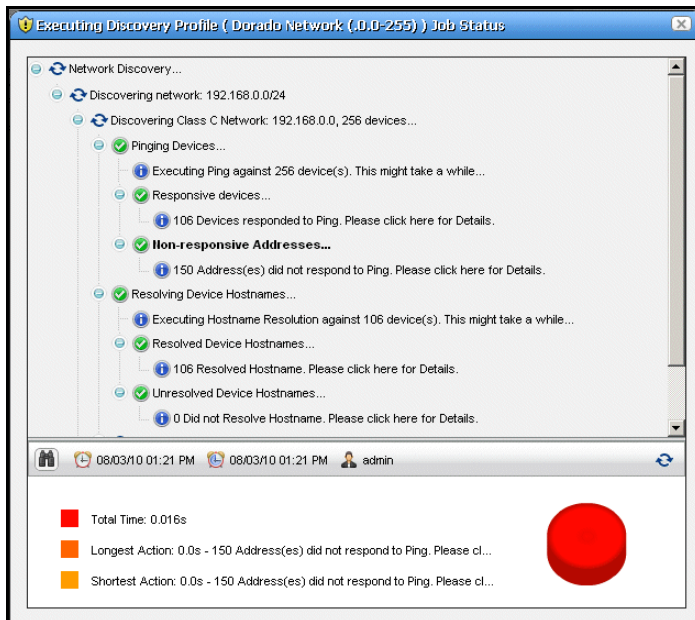 Executing Discovery Profile ( Dorado Network (.0.0-255) ) Job Status
Network Discovery...
Discovering network: 192.168.0.0/24
Discovering Class C Network: 192.168.0.0, 256 devices...
Pinging Devices...
Executing Ping against 256 device(s). This might take a while...
Responsive devices...
106 Devices responded to Ping. Please click here for Details.
Non-responsive Addresses...
150 Address(es) did not respond to Ping. Please click here for Details.
Resolving Device Hostnames...
Executing Hostname Resolution against 106 device(s). This might take a while...
Resolved Device Hostnames...
106 Resolved Hostname. Please click here for Details.
Unresolved Device Hostnames...
0 Did not Resolve Hostname. Please click here for Details.
08/03/10 01:21 PM 08/03/10 01:21 PM admin
Total Time: 0.016s
Longest Action: 0.0s - 150 Address(es) did not respond to Ping. Please cl...
Shortest Action: 0.0s - 150 Address(es) did not respond to Ping. Please cl...